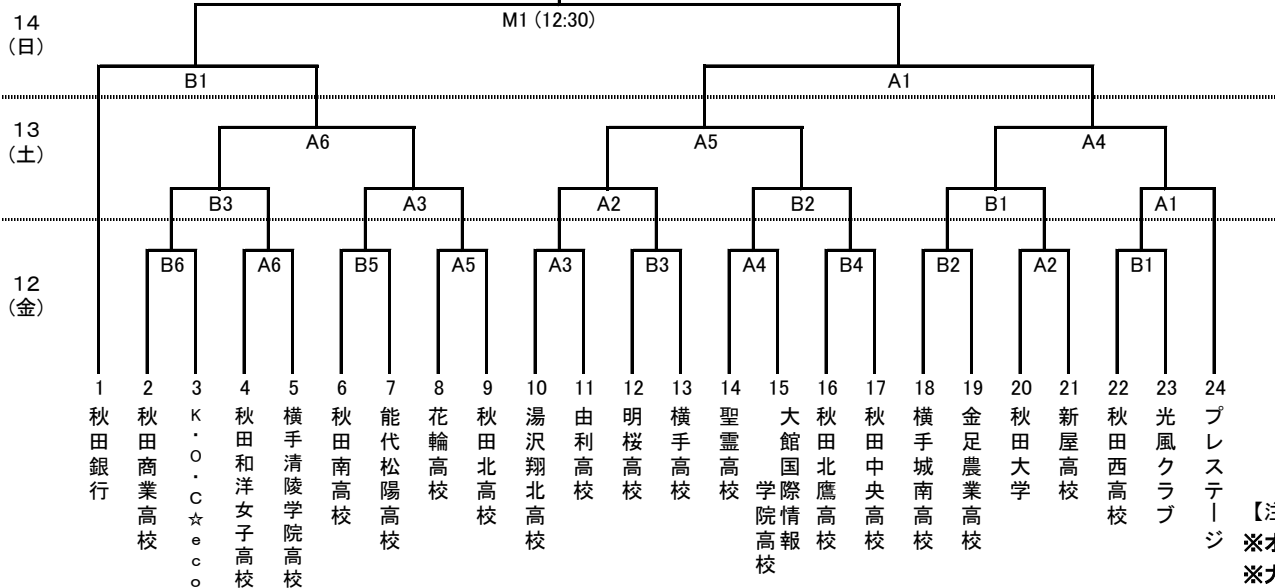 14
(日)
M1 (12:30)
B1
A1
13
(土)
A6
A5
A4
B3
A3
A2
B2
B1
A1
12
(金)
B6
A6
B5
A5
A3
B3
A4
B4
B2
A2
B1
1
秋田銀行
2
秋田商業高校
3
K・O・C☆eco
4
秋田和洋女子高校
5
横手清陵学院高校
6
秋田南高校
7
能代松陽高校
8
花輪高校
9
秋田北高校
10
湯沢翔北高校
11
由利高校
12
明桜高校
13
横手高校
14
聖霊高校
15
大館国際情報
学院高校
16
秋田北鷹高校
17
秋田中央高校
18
横手城南高校
19
金足農業高校
20
秋田大学
21
新屋高校
22
秋田西高校
23
光風クラブ
24
プレステージ